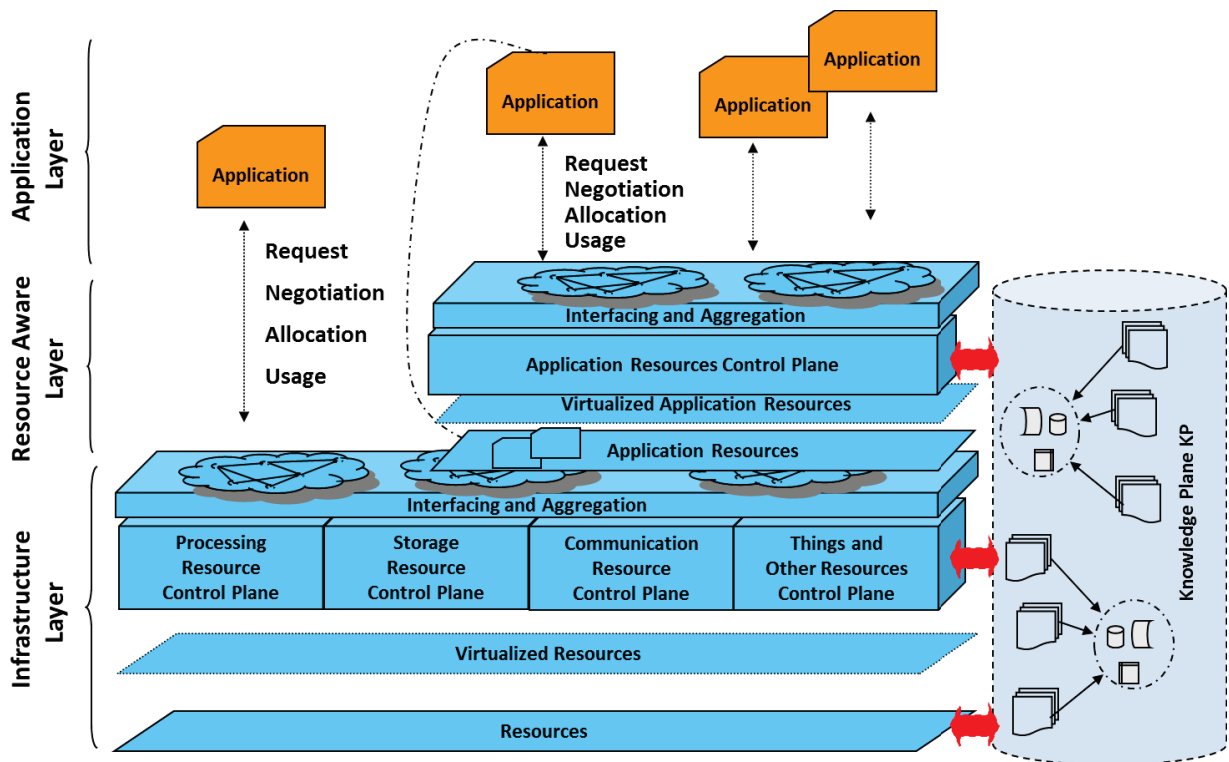 Application
Layer
Resource Aware
Layer
Infrastructure
Layer
Application
Application
Application
Application
Request
Negotiation
Allocation
Usage
Request
Negotiation
Allocation
Usage
Interfacing and Aggregation
Application Resources Control Plane
Virtualized Application Resources
Application Resources
Interfacing and Aggregation
Processing
Resource
Control Plane
Storage
Resource
Control Plane
Communication
Resource
Control Plane
Things and
Other Resources
Control Plane
Virtualized Resources
Resources
Knowledge Plane KP